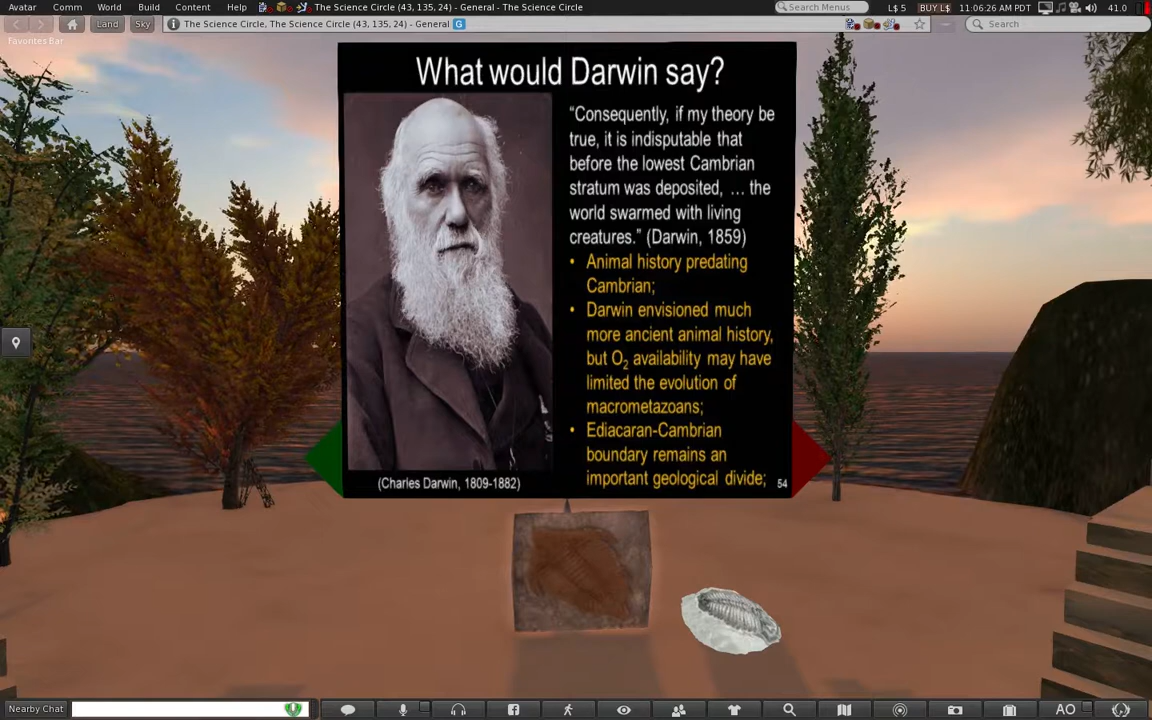 Avatar Comm World Build Content Help The Science Circle (43, 135, 24) - General - The Science Circle Search Menus L$ 5 BUY L$ 11:06:26 AM PDT 41.0
Land Sky The Science Circle, The Science Circle (43, 135, 24) - General G Search
Favorites Bar
What would Darwin say?
“Consequently, if my theory be
true, it is indisputable that
before the lowest Cambrian
stratum was deposited, … the
world swarmed with living
creatures.” (Darwin, 1859)
• Animal history predating
Cambrian;
• Darwin envisioned much
more ancient animal history,
but O2 availability may have
limited the evolution of
macrometazoans;
• Ediacaran-Cambrian
boundary remains an
important geological divide;
(Charles Darwin, 1809-1882)
54
Nearby Chat AO